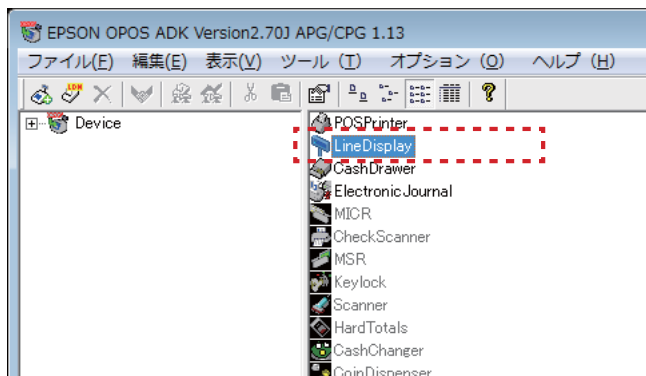 EPSON OPOS ADK Version2.70J APG/CPG 1.13
ファイル(F) 編集(E) 表示(V) ツール (T) オプション (O) ヘルプ (H)
Device
POSPrinter
LineDisplay
CashDrawer
ElectronicJournal
MICR
CheckScanner
MSR
Keylock
Scanner
HardTotals
CashChanger
CoinDispenser